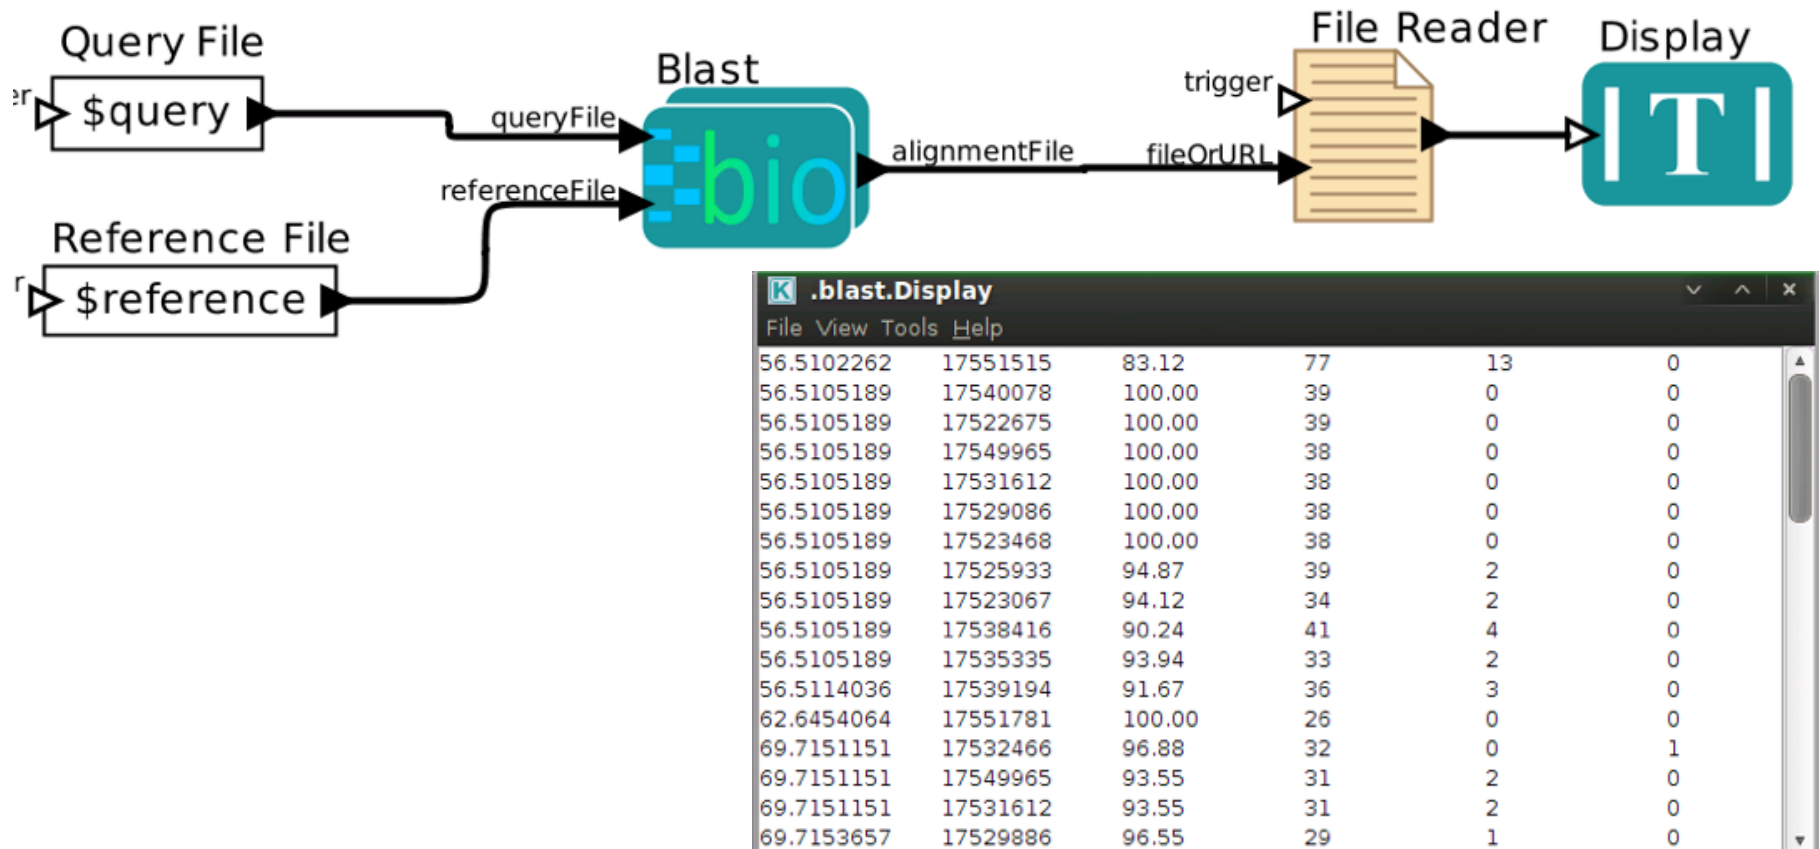 Query File
er
$query
Reference File
r
$reference
queryFile
referenceFile
Blast
bio
alignmentFile
trigger
fileOrURL
File Reader
Display
T
K .blast.Display
File View Tools Help
56.5102262 17551515 83.12 77 13 0
56.5105189 17540078 100.00 39 0 0
56.5105189 17522675 100.00 39 0 0
56.5105189 17549965 100.00 38 0 0
56.5105189 17531612 100.00 38 0 0
56.5105189 17529086 100.00 38 0 0
56.5105189 17523468 100.00 38 0 0
56.5105189 17525933 94.87 39 2 0
56.5105189 17523067 94.12 34 2 0
56.5105189 17538416 90.24 41 4 0
56.5105189 17535335 93.94 33 2 0
56.5114036 17539194 91.67 36 3 0
62.6454064 17551781 100.00 26 0 0
69.7151151 17532466 96.88 32 0 1
69.7151151 17549965 93.55 31 2 0
69.7151151 17531612 93.55 31 2 0
69.7153657 17529886 96.55 29 1 0